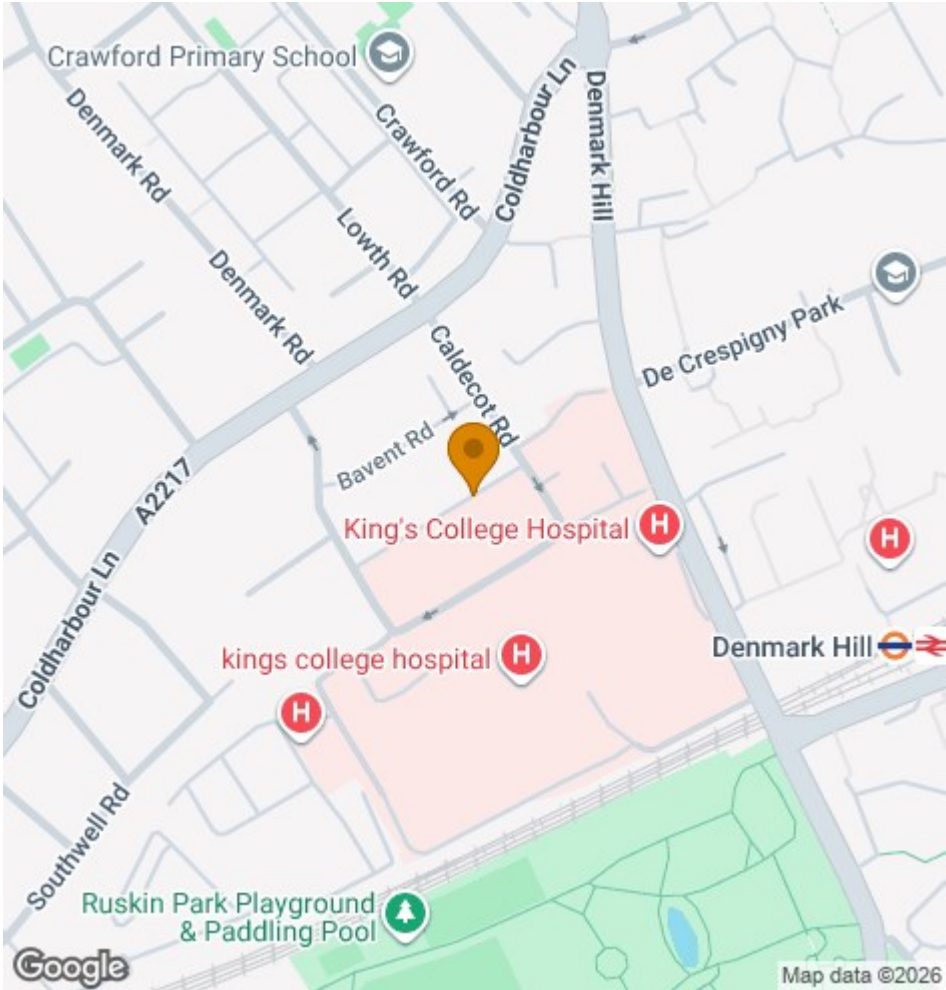 Crawford Primary School
Denmark Rd
Crawford Rd
Coldharbour Ln
Denmark Hill
Lowth Rd
Denmark Rd
De Crespigny Park
Caldecot Rd
Bavent Rd
A2217
King's College Hospital
H
H
Coldharbour Ln
Denmark Hill
kings college hospital
H
H
Southwell Rd
Ruskin Park Playground
& Paddling Pool
Google
Map data ©2026